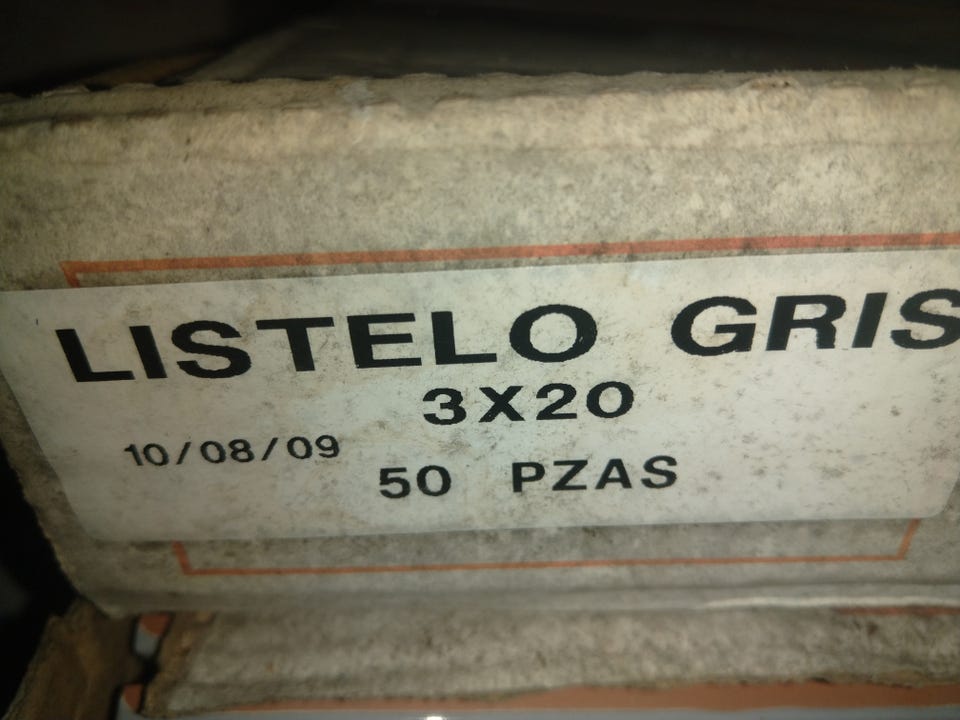 LISTELO GRIS
3X20
10/08/09
50 PZAS